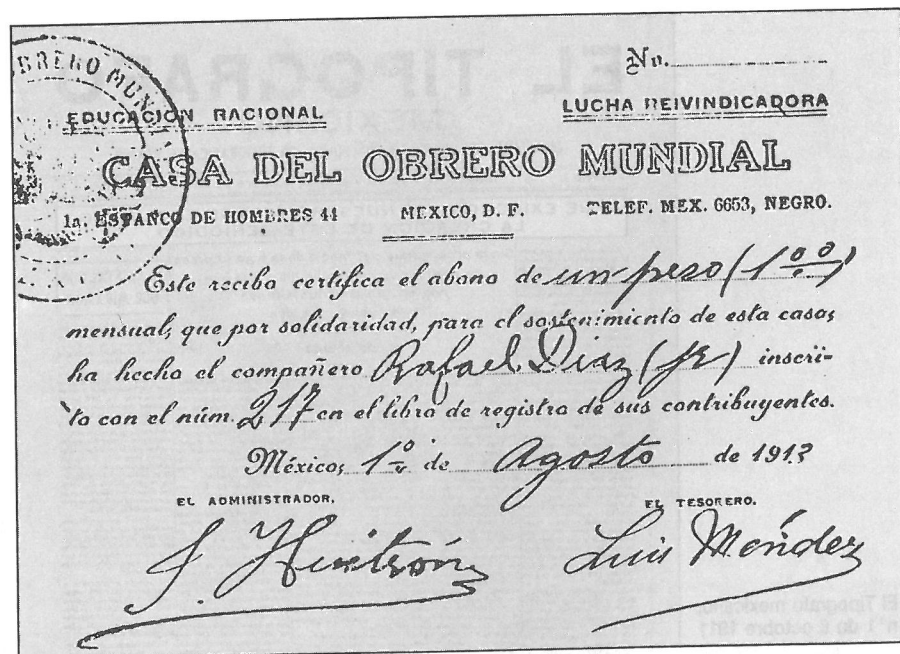 OBRERO MUN
No.
EDUCACION RACIONAL
LUCHA REIVINDICADORA
CASA DEL OBRERO MUNDIAL
1a. ESTANCO DE HOMBRES 44 MEXICO, D. F. TELEF. MEX. 6653, NEGRO.
Este recibo certifica el abono de un peso (1.00)
mensual, que por solidaridad, para el sostenimiento de esta casa,
ha hecho el compañero Rafael Diaz (jr) inscri-
to con el núm. 217 en el libro de registro de sus contribuyentes.
México, 1º de Agosto de 1913
EL ADMINISTRADOR. EL TESORERO.
J. Huitrón Luis Méndez